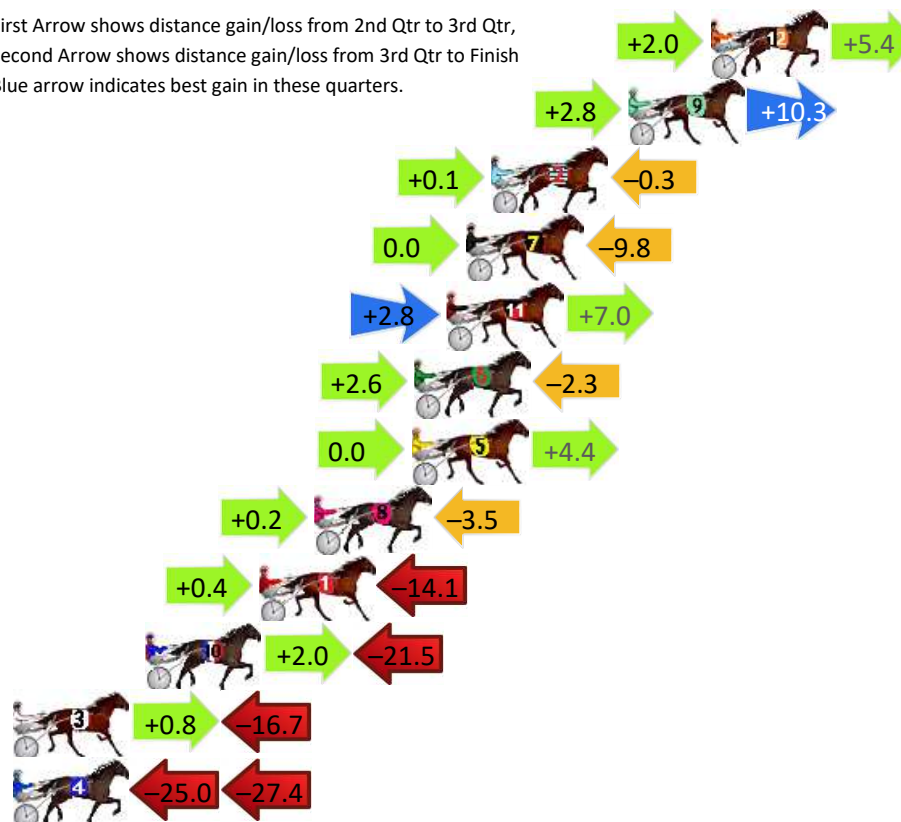 irst Arrow shows distance gain/loss from 2nd Qtr to 3rd Qtr,
econd Arrow shows distance gain/loss from 3rd Qtr to Finish
lue arrow indicates best gain in these quarters.
+2.0 12 +5.4
+2.8 9 +10.3
+0.1 2 –0.3
0.0 7 –9.8
+2.8 11 +7.0
+2.6 6 –2.3
0.0 5 +4.4
+0.2 8 –3.5
+0.4 1 –14.1
10 +2.0 –21.5
3 +0.8 –16.7
4 –25.0 –27.4